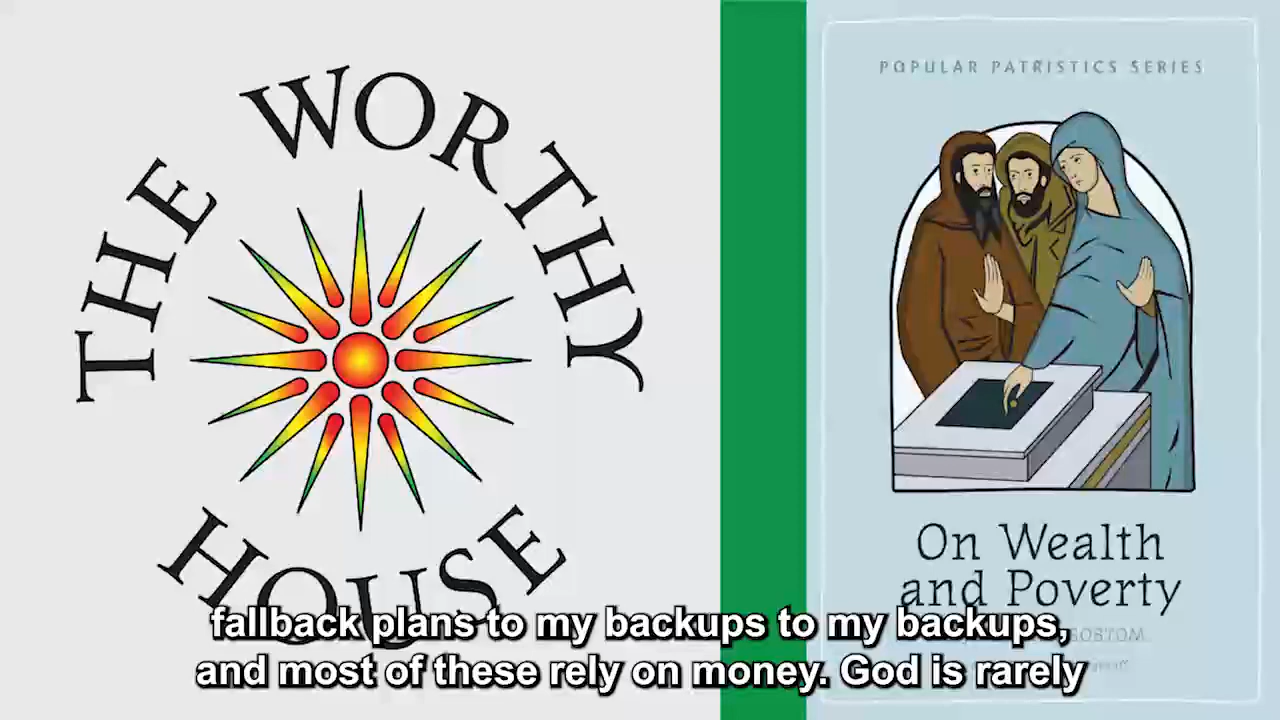 THE WORTHY
HOUSE
POPULAR PATRISTICS SERIES
On Wealth
and Poverty
fallback plans to my backups to my backups,
and most of these rely on money. God is rarely